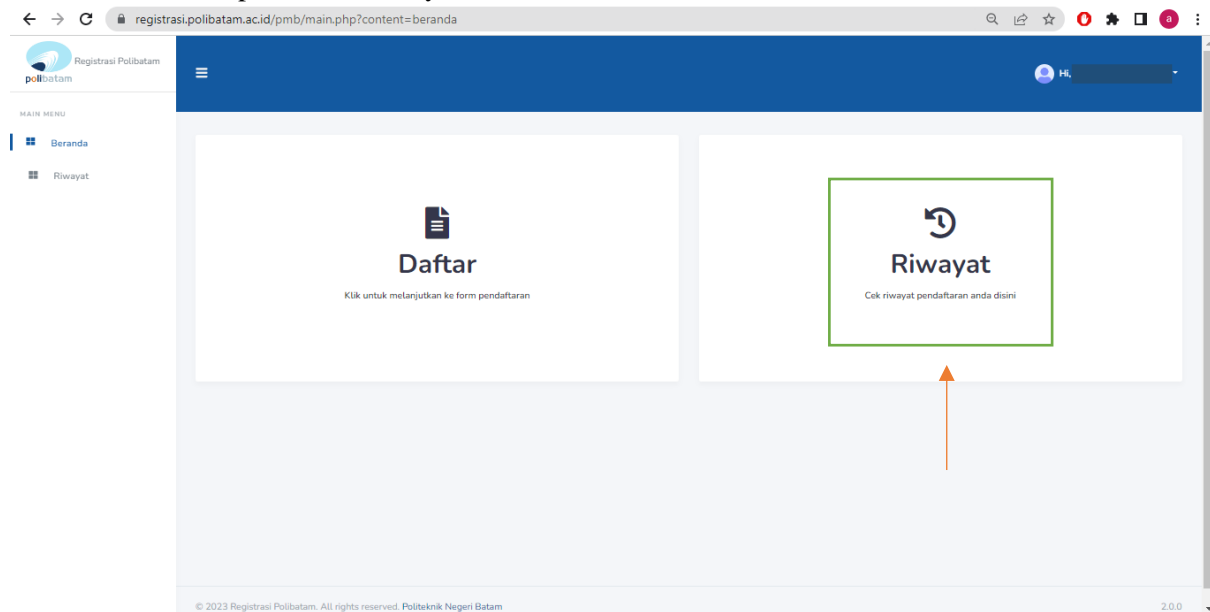 registrasi.polibatam.ac.id/pmb/main.php?content=beranda
a
Registrasi Polibatam
polibatam
Hi,
MAIN MENU
Beranda
Riwayat
Daftar
Klik untuk melanjutkan ke form pendaftaran
Riwayat
Cek riwayat pendaftaran anda disini
© 2023 Registrasi Polibatam. All rights reserved. Politeknik Negeri Batam
2.0.0